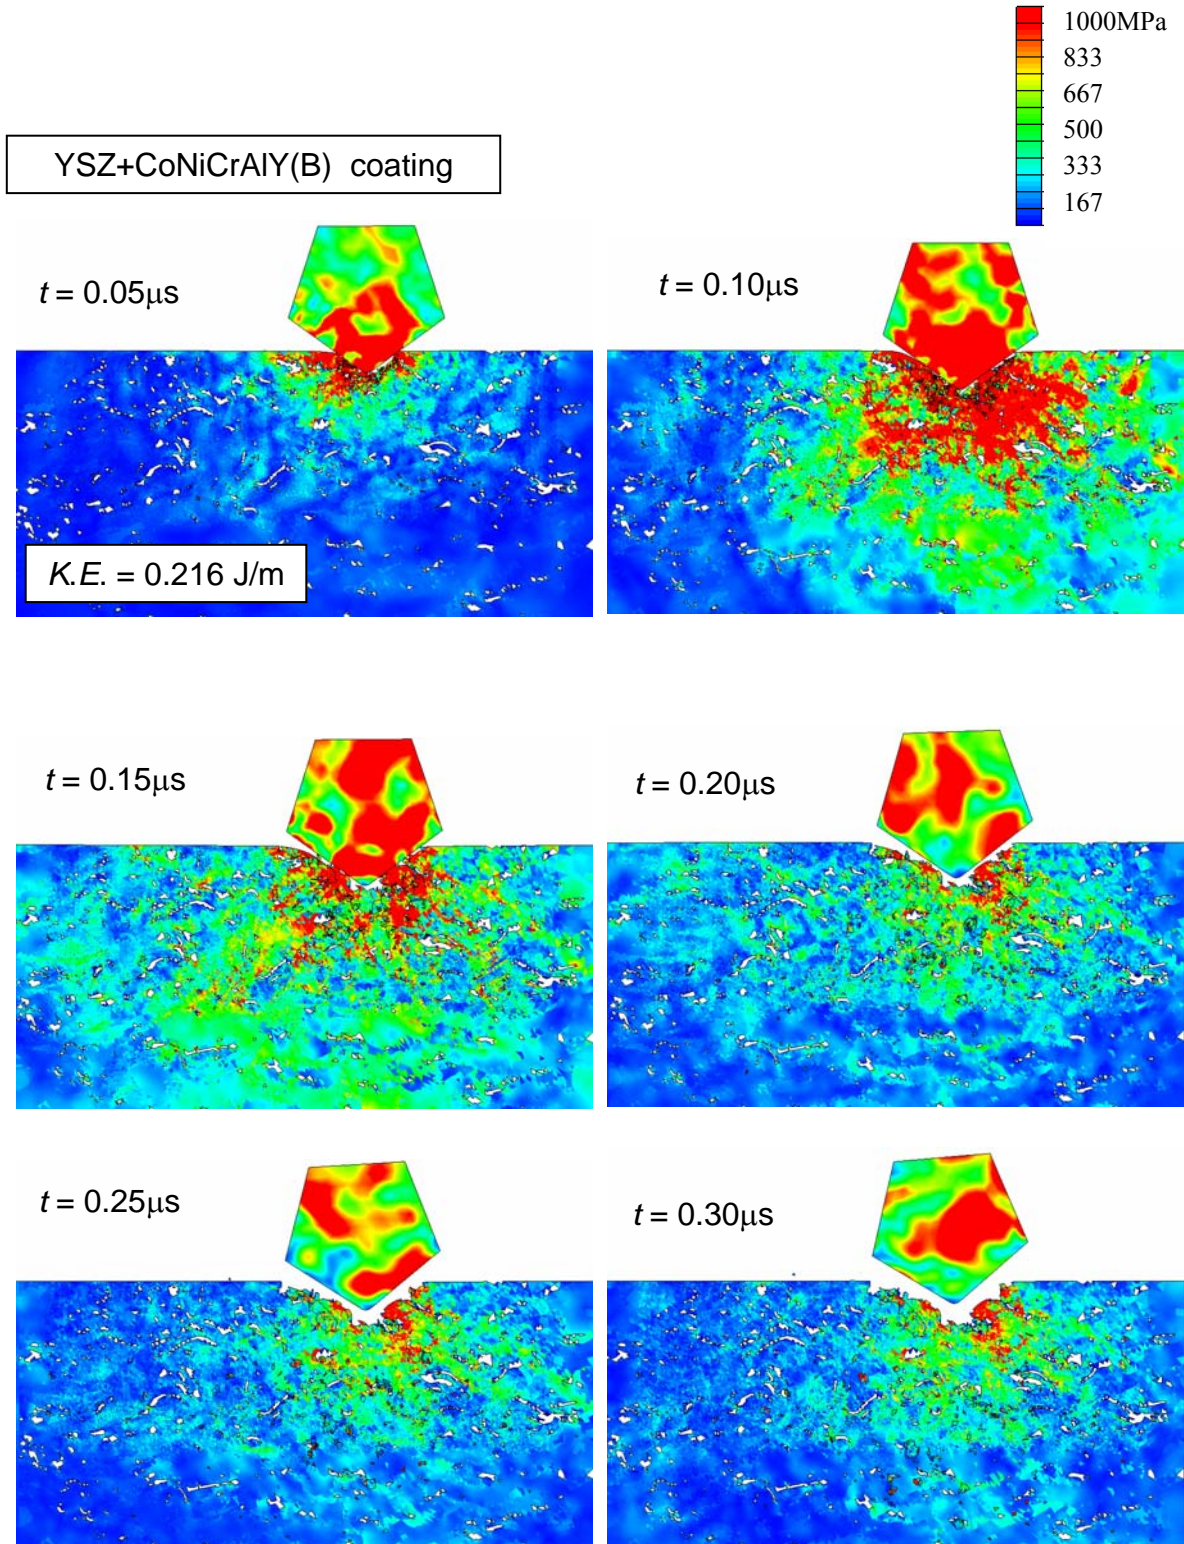 1000MPa
833
667
500
333
167
YSZ+CoNiCrAlY(B) coating
t = 0.05μs
t = 0.10μs
K.E. = 0.216 J/m
t = 0.15μs
t = 0.20μs
t = 0.25μs
t = 0.30μs